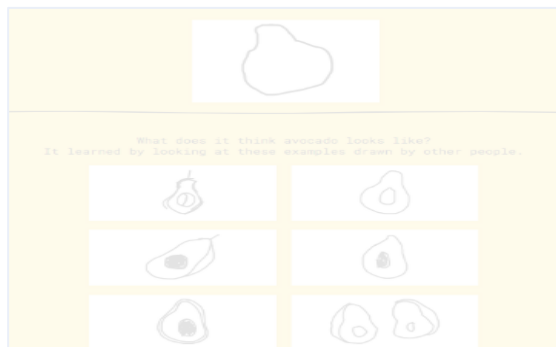 What does it think avocado looks like?
It learned by looking at these examples drawn by other people.